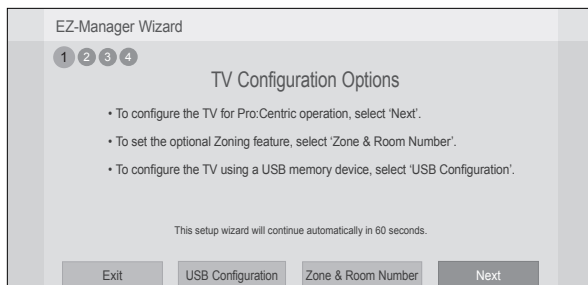 EZ-Manager Wizard
1 2 3 4
TV Configuration Options
• To configure the TV for Pro:Centric operation, select ‘Next’.
• To set the optional Zoning feature, select ‘Zone & Room Number’.
• To configure the TV using a USB memory device, select ‘USB Configuration’.
This setup wizard will continue automatically in 60 seconds.
Exit USB Configuration Zone & Room Number Next